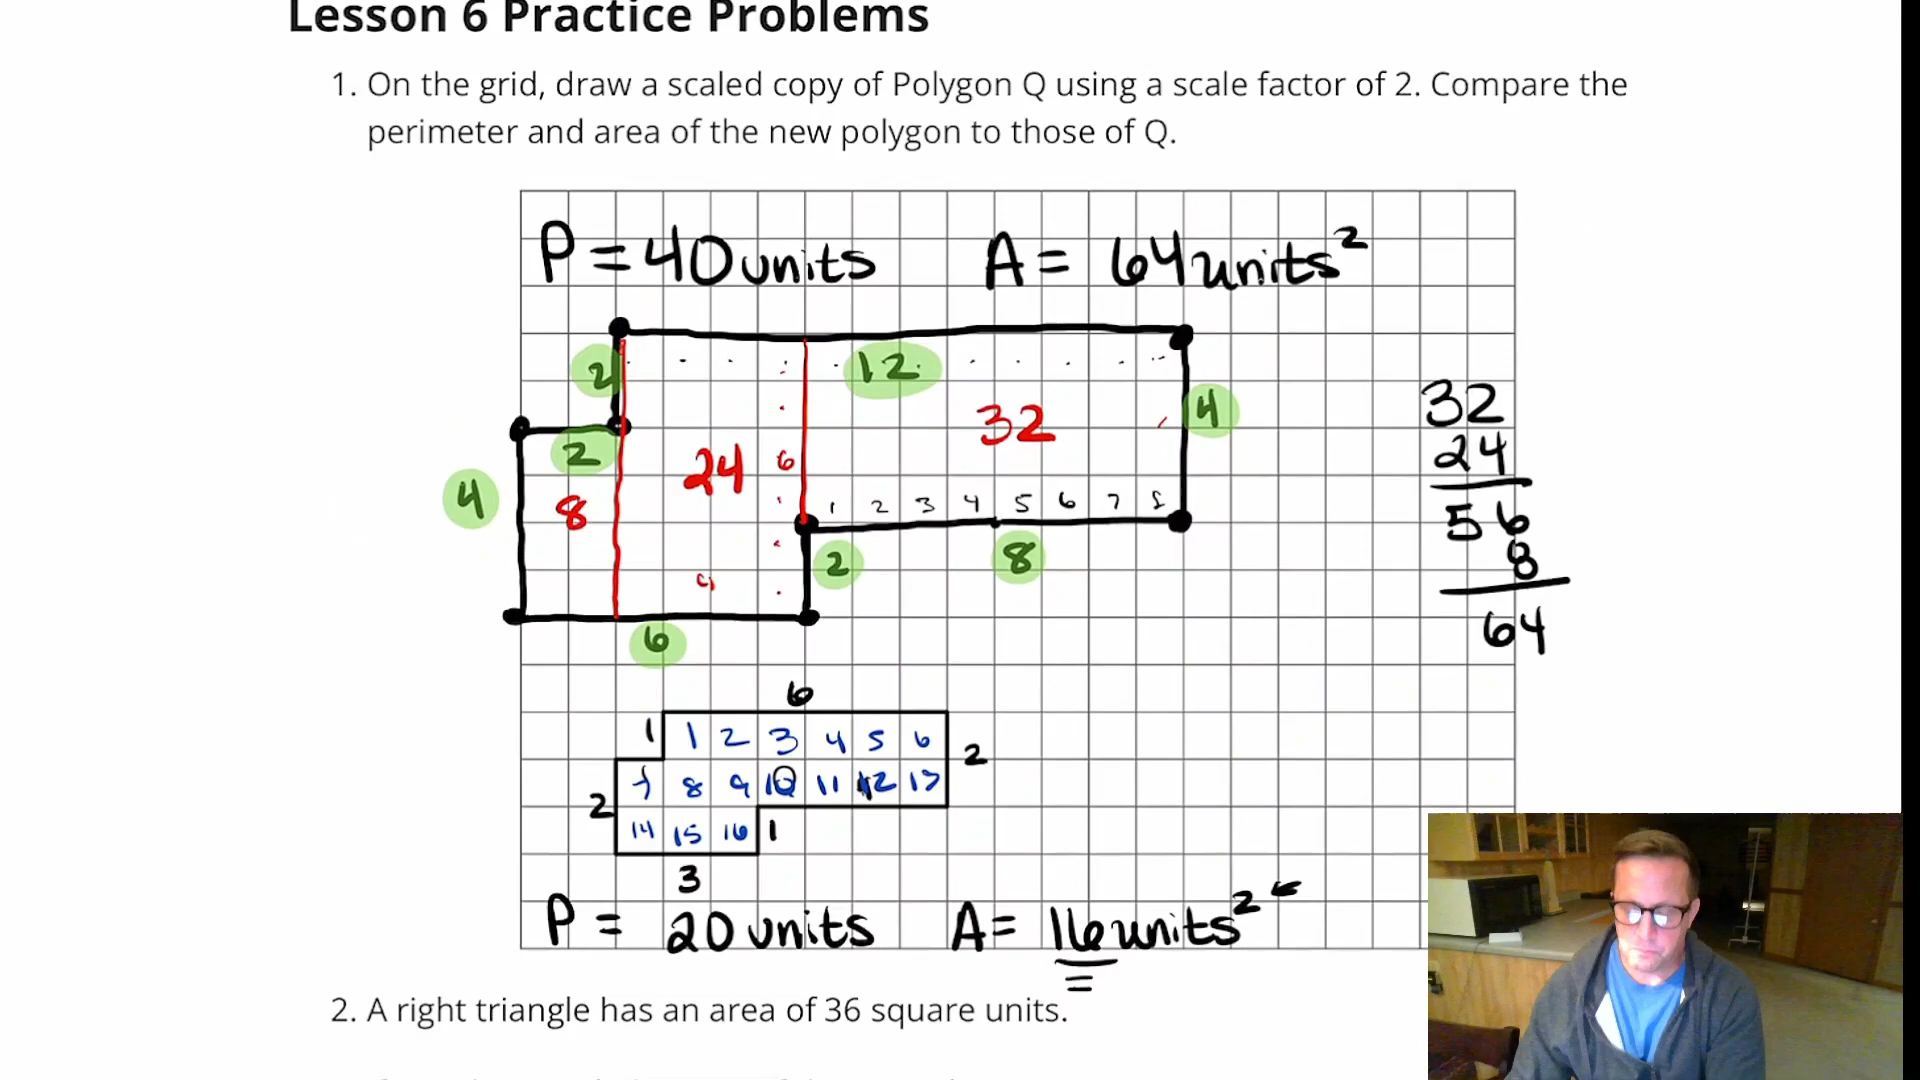 Lesson 6 Practice Problems
1. On the grid, draw a scaled copy of Polygon Q using a scale factor of 2. Compare the
perimeter and area of the new polygon to those of Q.
P = 40 units A = 64 units²
2 12 4
32
2 24 6
4 8
1 2 3 4 5 6 7 8
2 8
4
6
32
24
56
8
64
6
1 1 2 3 4 5 6 2
2 7 8 9 10 11 12 13
14 15 16 1
3
P = 20 units A = 16 units²
2. A right triangle has an area of 36 square units.